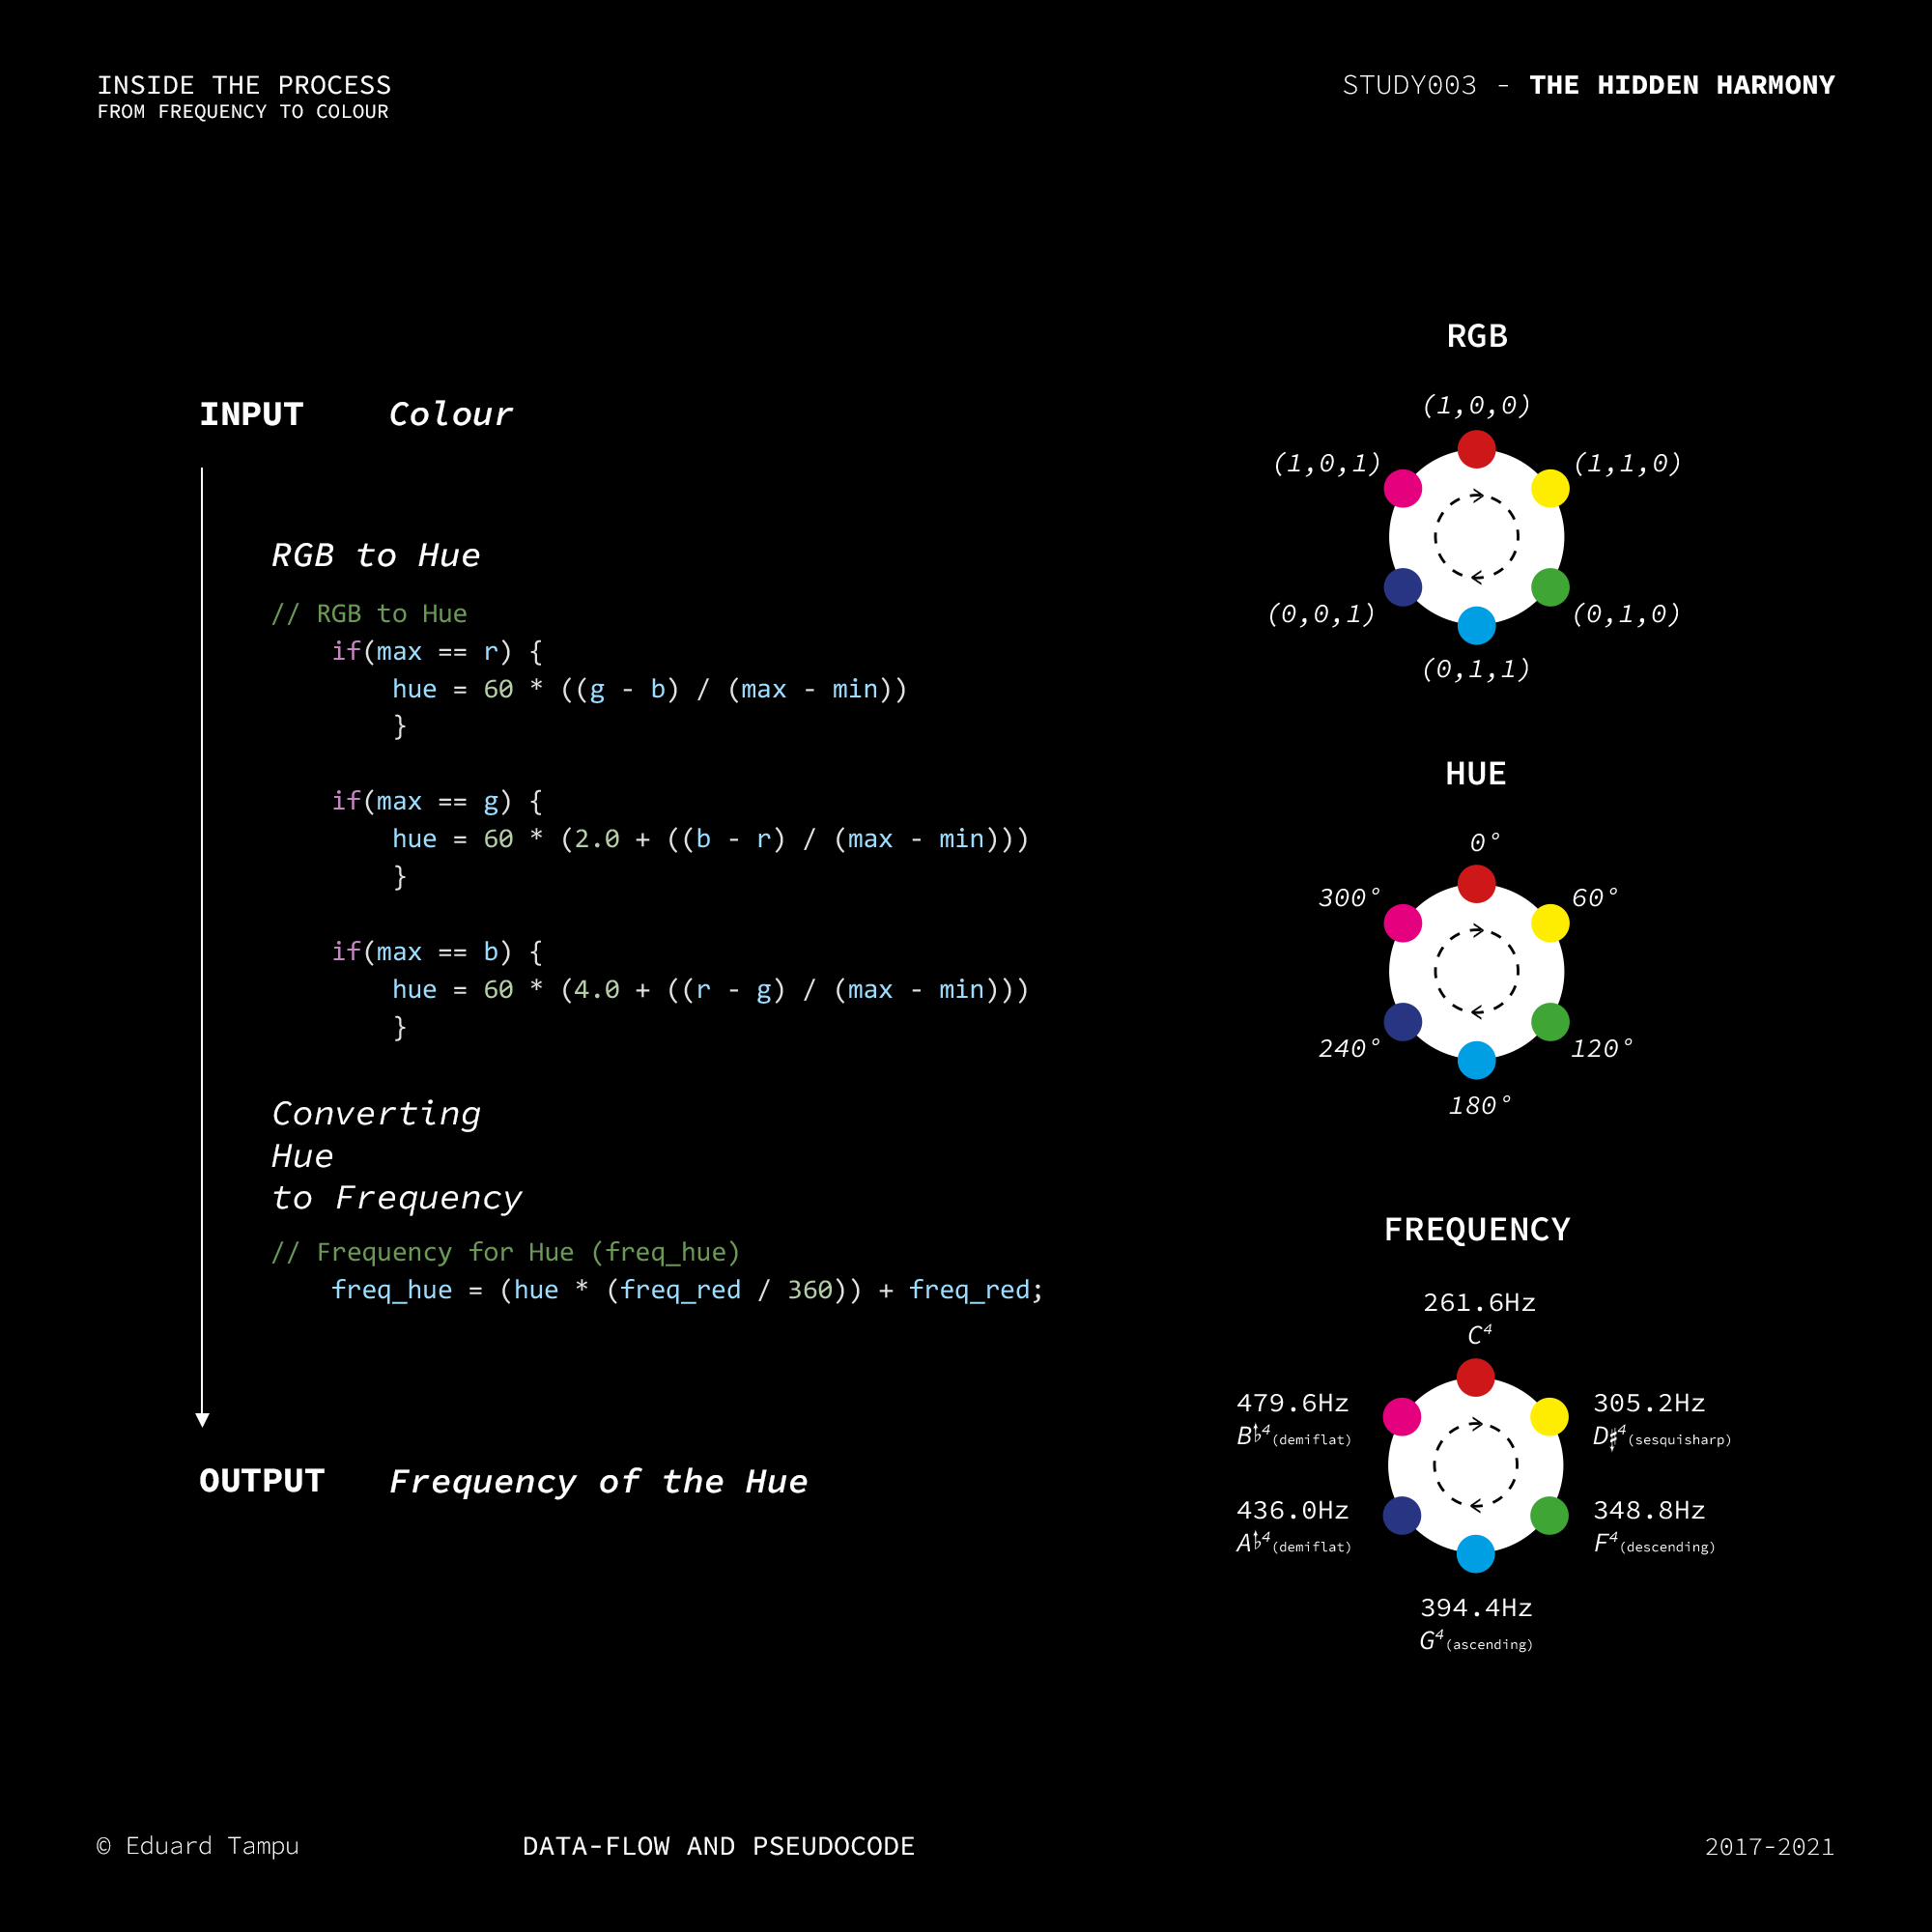 INSIDE THE PROCESS
FROM FREQUENCY TO COLOUR
STUDY003 - THE HIDDEN HARMONY
INPUT Colour
RGB to Hue
// RGB to Hue
if(max == r) {
hue = 60 * ((g - b) / (max - min))
}
if(max == g) {
hue = 60 * (2.0 + ((b - r) / (max - min)))
}
if(max == b) {
hue = 60 * (4.0 + ((r - g) / (max - min)))
}
Converting
Hue
to Frequency
// Frequency for Hue (freq_hue)
freq_hue = (hue * (freq_red / 360)) + freq_red;
OUTPUT Frequency of the Hue
RGB
(1,0,0)
(1,0,1) (1,1,0)
(0,0,1) (0,1,0)
(0,1,1)
HUE
0°
300° 60°
240° 120°
180°
FREQUENCY
261.6Hz
C⁴
479.6Hz 305.2Hz
B♭⁴(demiflat) D♯⁴(sesquisharp)
436.0Hz 348.8Hz
A♭⁴(demiflat) F⁴(descending)
394.4Hz
G⁴(ascending)
© Eduard Tampu DATA-FLOW AND PSEUDOCODE 2017-2021